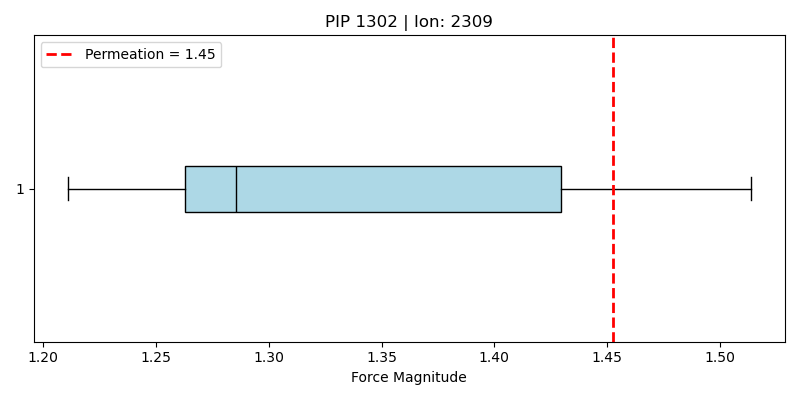 PIP 1302 | Ion: 2309
Permeation = 1.45
1
1.20 1.25 1.30 1.35 1.40 1.45 1.50
Force Magnitude